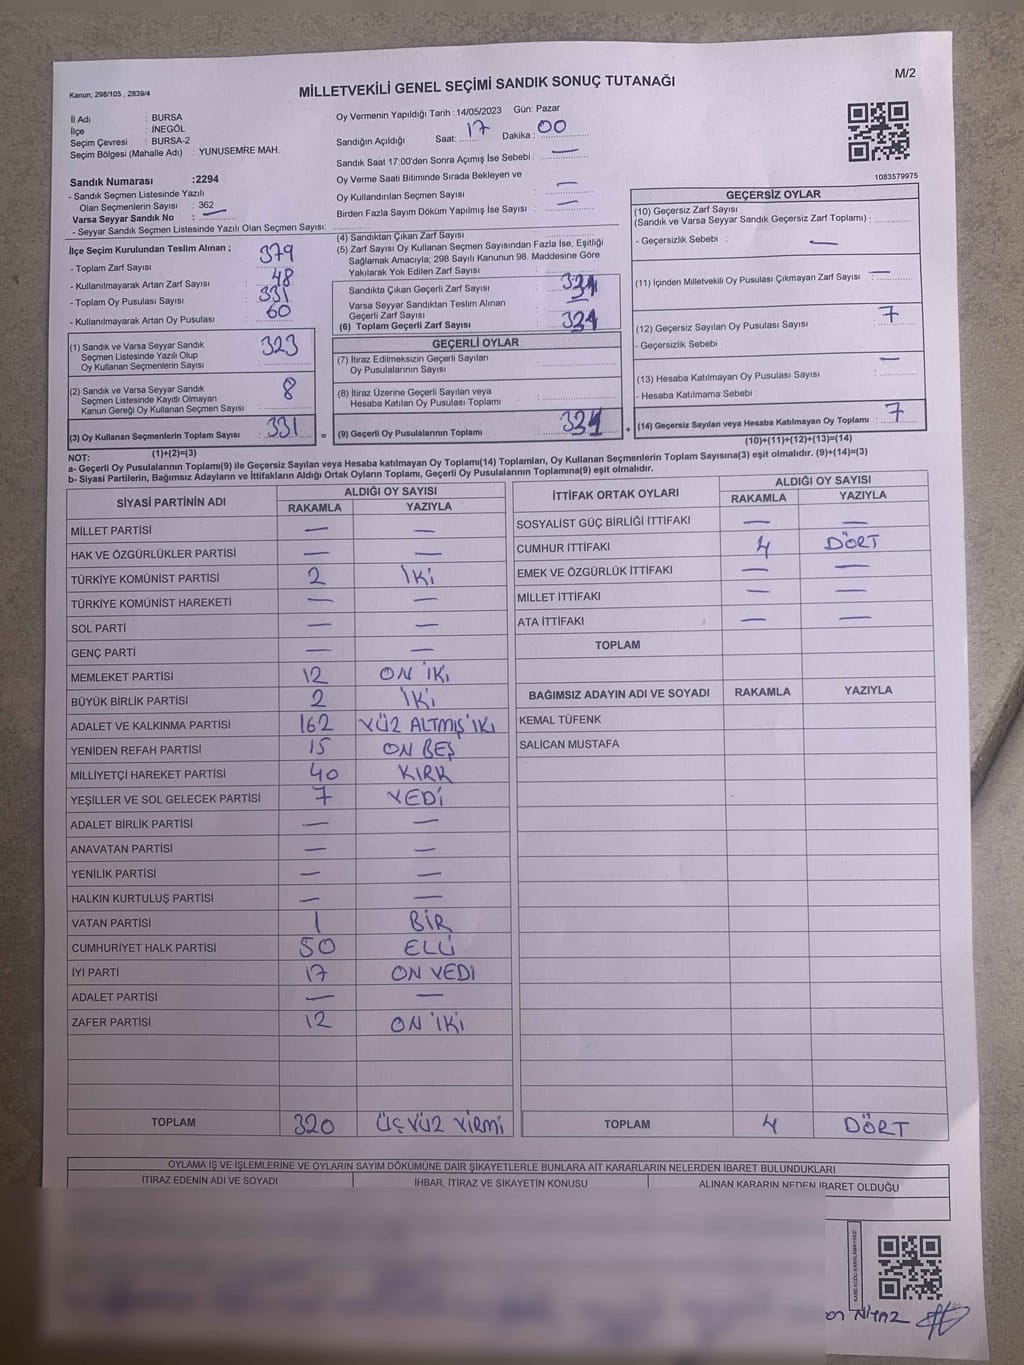 M/2
Kanun; 298/105 , 2839/4
MİLLETVEKİLİ GENEL SEÇİMİ SANDIK SONUÇ TUTANAĞI
İl Adı : BURSA
İlçe : İNEGÖL
Seçim Çevresi : BURSA-2
Seçim Bölgesi (Mahalle Adı) : YUNUSEMRE MAH.
Sandık Numarası :2294
- Sandık Seçmen Listesinde Yazılı
Olan Seçmenlerin Sayısı : 362
Varsa Seyyar Sandık No : —
- Seyyar Sandık Seçmen Listesinde Yazılı Olan Seçmen Sayısı:
Oy Vermenin Yapıldığı Tarih :14/05/2023 Gün: Pazar
Sandığın Açıldığı Saat: 17 Dakika : 00
Sandık Saat 17:00'den Sonra Açımış İse Sebebi : —
Oy Verme Saati Bitiminde Sırada Bekleyen ve
Oy Kullandırılan Seçmen Sayısı : —
Birden Fazla Sayım Döküm Yapılmış İse Sayısı : —
1083579975
İlçe Seçim Kurulundan Teslim Alınan ;
- Toplam Zarf Sayısı : 379
- Kullanılmayarak Artan Zarf Sayısı : 48
- Toplam Oy Pusulası Sayısı : 331
- Kullanılmayarak Artan Oy Pusulası : 60
(1) Sandık ve Varsa Seyyar Sandık
Seçmen Listesinde Yazılı Olup
Oy Kullanan Seçmenlerin Sayısı : 323
(2) Sandık ve Varsa Seyyar Sandık
Seçmen Listesinde Kayıtlı Olmayan
Kanun Gereği Oy Kullanan Seçmen Sayısı : 8
(3) Oy Kullanan Seçmenlerin Toplam Sayısı : 331 =
(1)+(2)=(3)
(4) Sandıktan Çıkan Zarf Sayısı :
(5) Zarf Sayısı Oy Kullanan Seçmen Sayısından Fazla İse, Eşitliği
Sağlamak Amacıyla; 298 Sayılı Kanunun 98. Maddesine Göre
Yakılarak Yok Edilen Zarf Sayısı :
Sandıkta Çıkan Geçerli Zarf Sayısı :
Varsa Seyyar Sandıktan Teslim Alınan
Geçerli Zarf Sayısı : —
(6) Toplam Geçerli Zarf Sayısı :
GEÇERLİ OYLAR
(7) İtiraz Edilmeksizin Geçerli Sayılan
Oy Pusulalarının Sayısı :
(8) İtiraz Üzerine Geçerli Sayılan veya
Hesaba Katılan Oy Pusulası Toplamı :
(9) Geçerli Oy Pusulalarının Toplamı : 324 +
GEÇERSİZ OYLAR
(10) Geçersiz Zarf Sayısı
(Sandık ve Varsa Seyyar Sandık Geçersiz Zarf Toplamı) :
- Geçersizlik Sebebi : —
(11) İçinden Milletvekili Oy Pusulası Çıkmayan Zarf Sayısı : —
(12) Geçersiz Sayılan Oy Pusulası Sayısı : 7
- Geçersizlik Sebebi :
(13) Hesaba Katılmayan Oy Pusulası Sayısı : —
- Hesaba Katılmama Sebebi :
(14) Geçersiz Sayılan veya Hesaba Katılmayan Oy Toplamı : 7
(10)+(11)+(12)+(13)=(14)
NOT:
a- Geçerli Oy Pusulalarının Toplamı(9) ile Geçersiz Sayılan veya Hesaba katılmayan Oy Toplamı(14) Toplamları, Oy Kullanan Seçmenlerin Toplam Sayısına(3) eşit olmalıdır. (9)+(14)=(3)
b- Siyasi Partilerin, Bağımsız Adayların ve İttifakların Aldığı Ortak Oyların Toplamı, Geçerli Oy Pusulalarının Toplamına(9) eşit olmalıdır.
SİYASİ PARTİNİN ADI ALDIĞI OY SAYISI
RAKAMLA YAZIYLA
MİLLET PARTİSİ — —
HAK VE ÖZGÜRLÜKLER PARTİSİ — —
TÜRKİYE KOMÜNİST PARTİSİ 2 İKİ
TÜRKİYE KOMÜNİST HAREKETİ — —
SOL PARTİ — —
GENÇ PARTİ — —
MEMLEKET PARTİSİ 12 ON İKİ
BÜYÜK BİRLİK PARTİSİ 2 İKİ
ADALET VE KALKINMA PARTİSİ 162 YÜZ ALTMIŞ İKİ
YENİDEN REFAH PARTİSİ 15 ON BEŞ
MİLLİYETÇİ HAREKET PARTİSİ 40 KIRK
YEŞİLLER VE SOL GELECEK PARTİSİ 7 YEDİ
ADALET BİRLİK PARTİSİ — —
ANAVATAN PARTİSİ — —
YENİLİK PARTİSİ — —
HALKIN KURTULUŞ PARTİSİ — —
VATAN PARTİSİ 1 BİR
CUMHURİYET HALK PARTİSİ 50 ELLİ
İYİ PARTİ 17 ON YEDİ
ADALET PARTİSİ — —
ZAFER PARTİSİ 12 ON İKİ
TOPLAM 320 ÜÇ YÜZ YİRMİ
İTTİFAK ORTAK OYLARI ALDIĞI OY SAYISI
RAKAMLA YAZIYLA
SOSYALİST GÜÇ BİRLİĞİ İTTİFAKI — —
CUMHUR İTTİFAKI 4 DÖRT
EMEK VE ÖZGÜRLÜK İTTİFAKI — —
MİLLET İTTİFAKI — —
ATA İTTİFAKI — —
TOPLAM
BAĞIMSIZ ADAYIN ADI VE SOYADI RAKAMLA YAZIYLA
KEMAL TÜFENK
SALİCAN MUSTAFA
TOPLAM 4 DÖRT
OYLAMA İŞ VE İŞLEMLERİNE VE OYLARIN SAYIM DÖKÜMÜNE DAİR ŞİKAYETLERLE BUNLARA AİT KARARLARIN NELERDEN İBARET BULUNDUKLARI
İTİRAZ EDENİN ADI VE SOYADI İHBAR, İTİRAZ VE ŞİKAYETİN KONUSU ALINAN KARARIN NEDEN İBARET OLDUĞU
NİYAZ